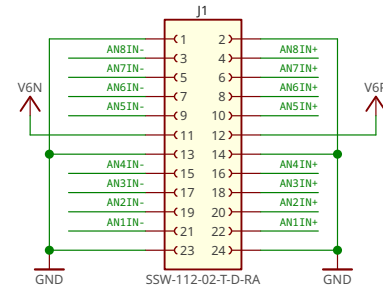 J1
1 2
AN8IN- 3 4 AN8IN+
AN7IN- 5 6 AN7IN+
V6N AN6IN- 7 8 AN6IN+ V6P
AN5IN- 9 10 AN5IN+
11 12
13 14
AN4IN- 15 16 AN4IN+
AN3IN- 17 18 AN3IN+
AN2IN- 19 20 AN2IN+
AN1IN- 21 22 AN1IN+
23 24
GND SSW-112-02-T-D-RA GND